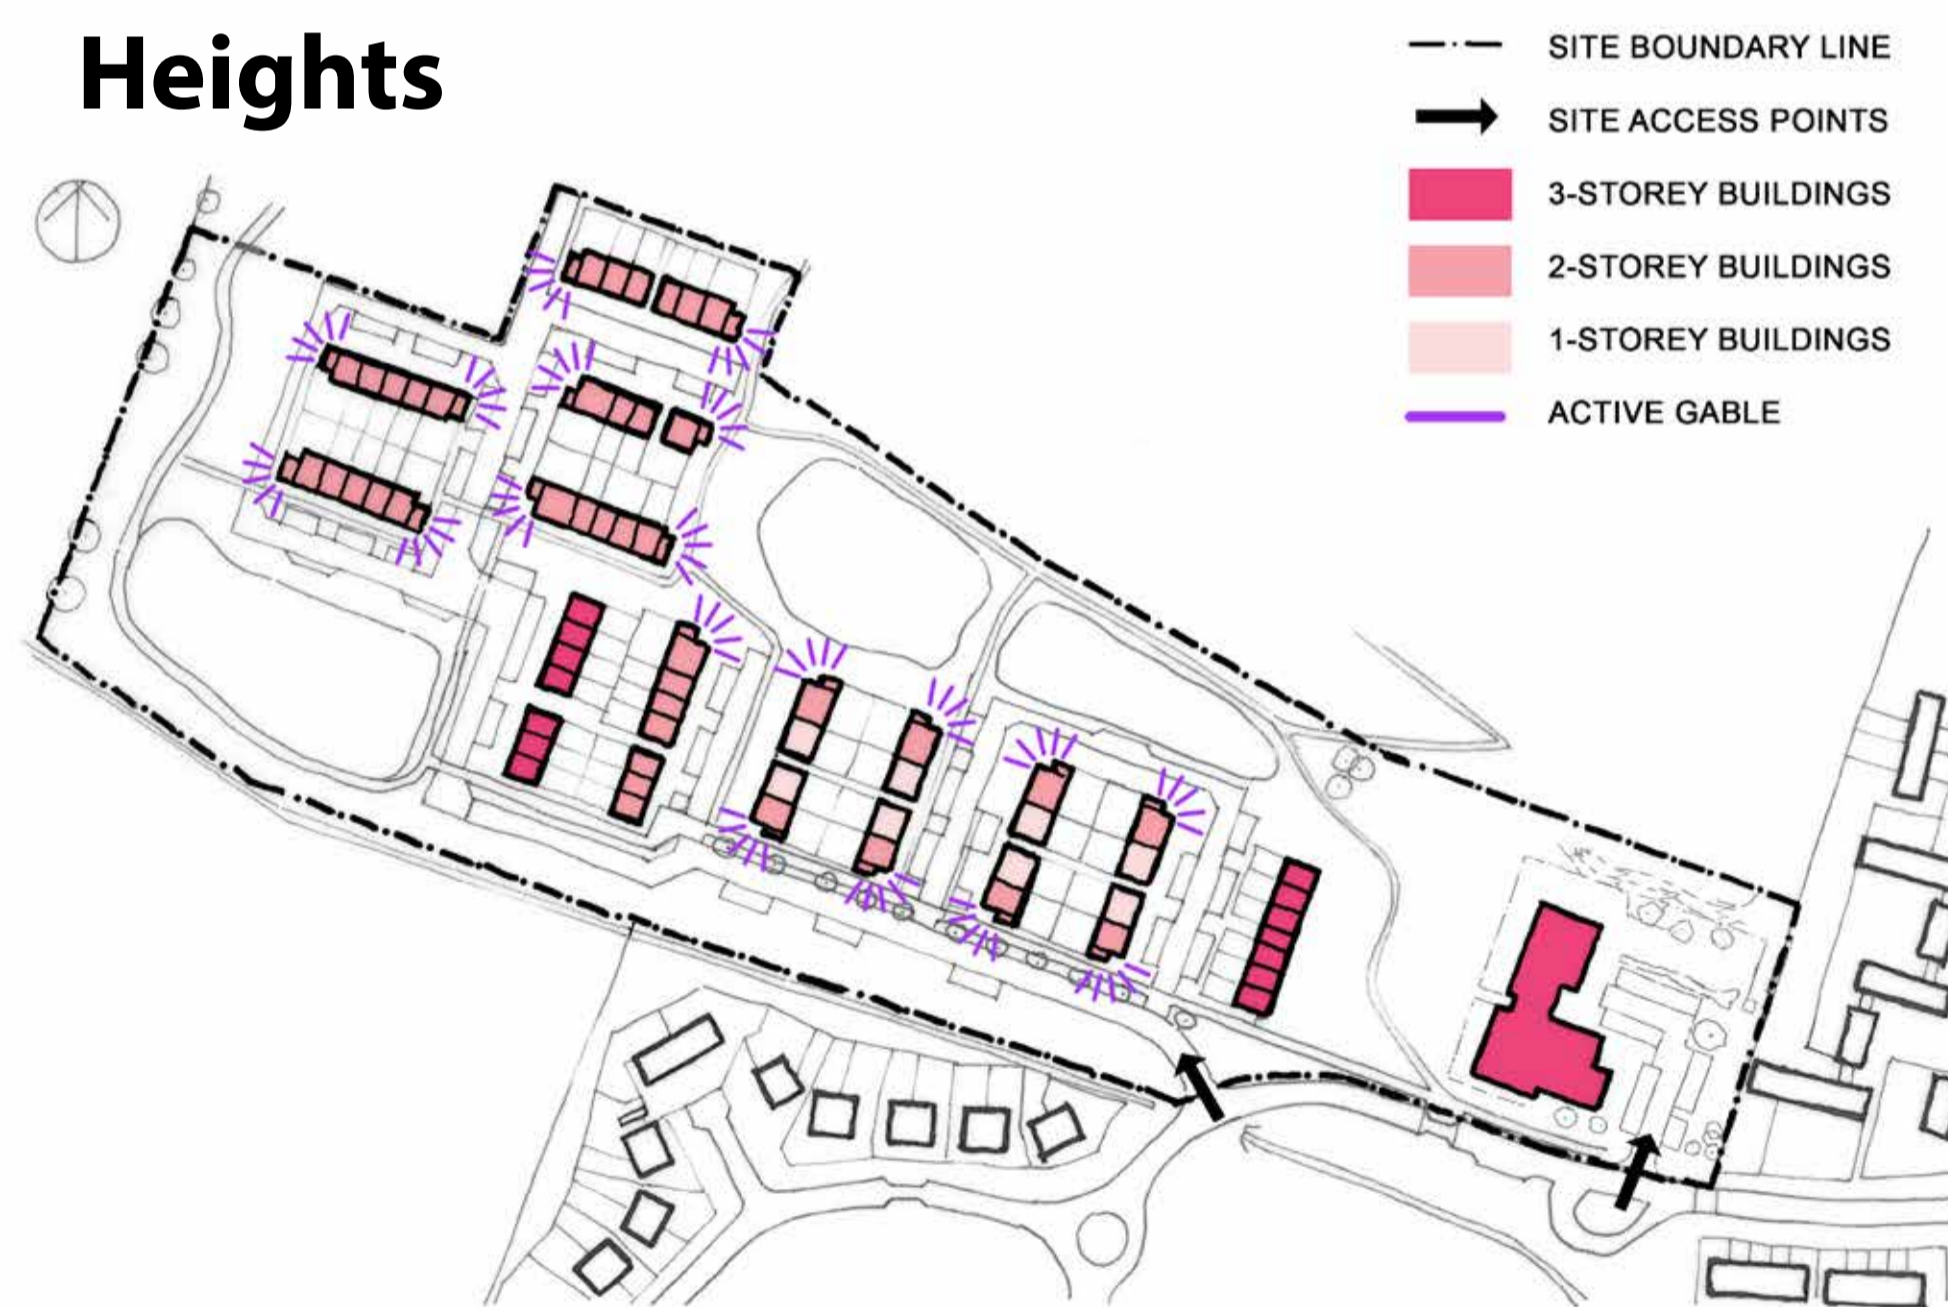 Heights
SITE BOUNDARY LINE
SITE ACCESS POINTS
3-STOREY BUILDINGS
2-STOREY BUILDINGS
1-STOREY BUILDINGS
ACTIVE GABLE